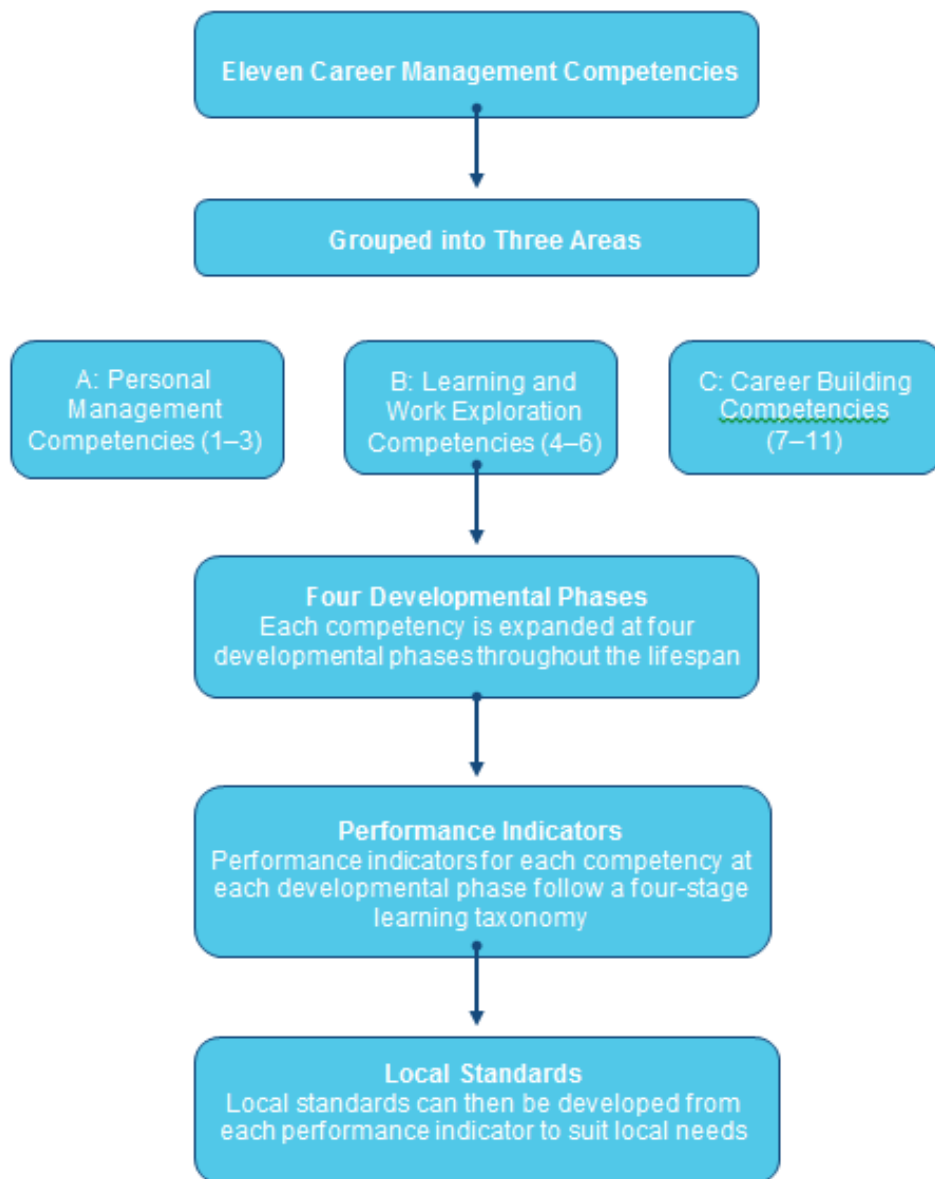 Eleven Career Management Competencies
Grouped into Three Areas
A: Personal
Management
Competencies (1–3)
B: Learning and
Work Exploration
Competencies (4–6)
C: Career Building
Competencies
(7–11)
Four Developmental Phases
Each competency is expanded at four
developmental phases throughout the lifespan
Performance Indicators
Performance indicators for each competency at
each developmental phase follow a four-stage
learning taxonomy
Local Standards
Local standards can then be developed from
each performance indicator to suit local needs